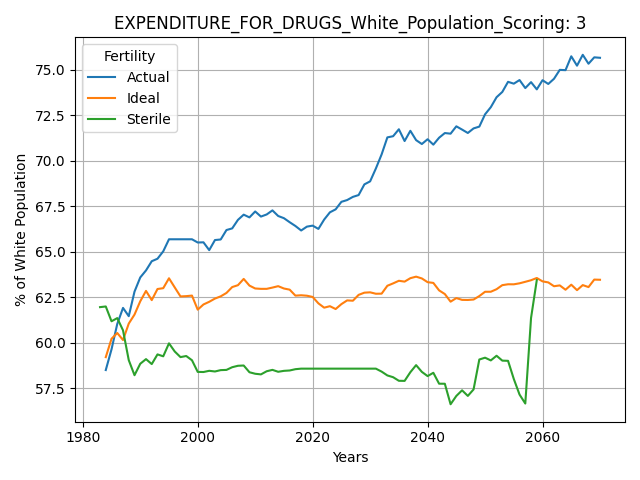 EXPENDITURE_FOR_DRUGS_White_Population_Scoring: 3
Fertility
Actual
Ideal
Sterile
% of White Population
75.0
72.5
70.0
67.5
65.0
62.5
60.0
57.5
1980 2000 2020 2040 2060
Years